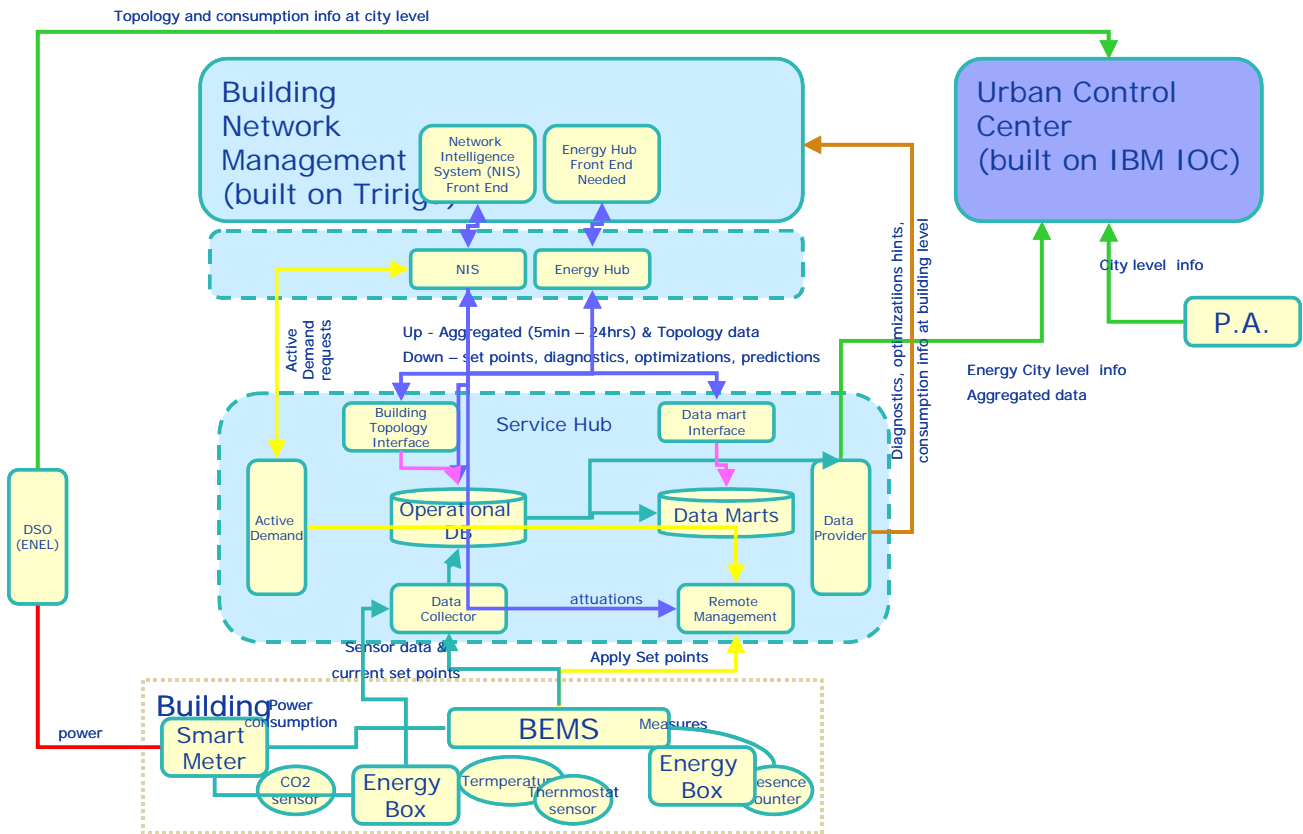 Topology and consumption info at city level
Building
Network
Management
(built on Tririga)
Network
Intelligence
System (NIS)
Front End
Energy Hub
Front End
Needed
Urban Control
Center
(built on IBM IOC)
NIS
Energy Hub
City level info
P.A.
Active
Demand
requests
Up - Aggregated (5min – 24hrs) & Topology data
Down – set points, diagnostics, optimizations, predictions
Diagnostics, optimizatiions hints,
consumption info at building level
Energy City level info
Aggregated data
Building
Topology
Interface
Service Hub
Data mart
Interface
DSO
(ENEL)
Active
Demand
Operational
DB
Data Marts
Data
Provider
Data
Collector
attuations
Remote
Management
Sensor data &
current set points
Apply Set points
Building
Power
consumption
power
Smart
Meter
BEMS
Measures
CO2
sensor
Energy
Box
Termperatur
Thernmostat
sensor
Energy
Box
esence
ounter